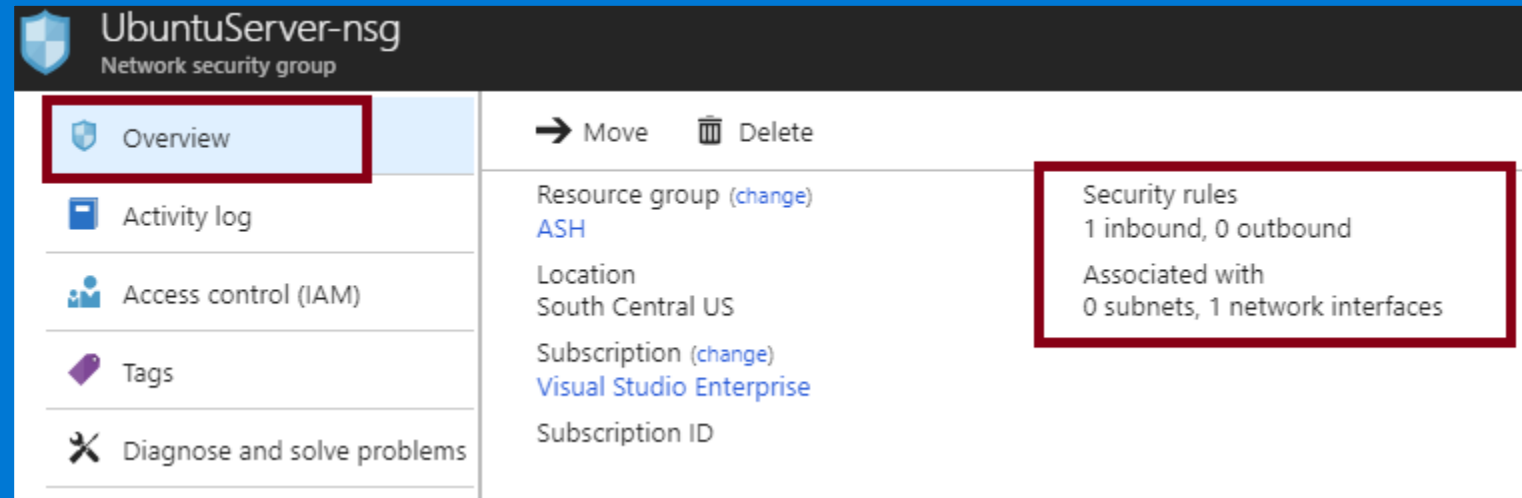 UbuntuServer-nsg
Network security group
Overview
Activity log
Access control (IAM)
Tags
Diagnose and solve problems
Move Delete
Resource group (change)
ASH
Location
South Central US
Subscription (change)
Visual Studio Enterprise
Subscription ID
Security rules
1 inbound, 0 outbound
Associated with
0 subnets, 1 network interfaces